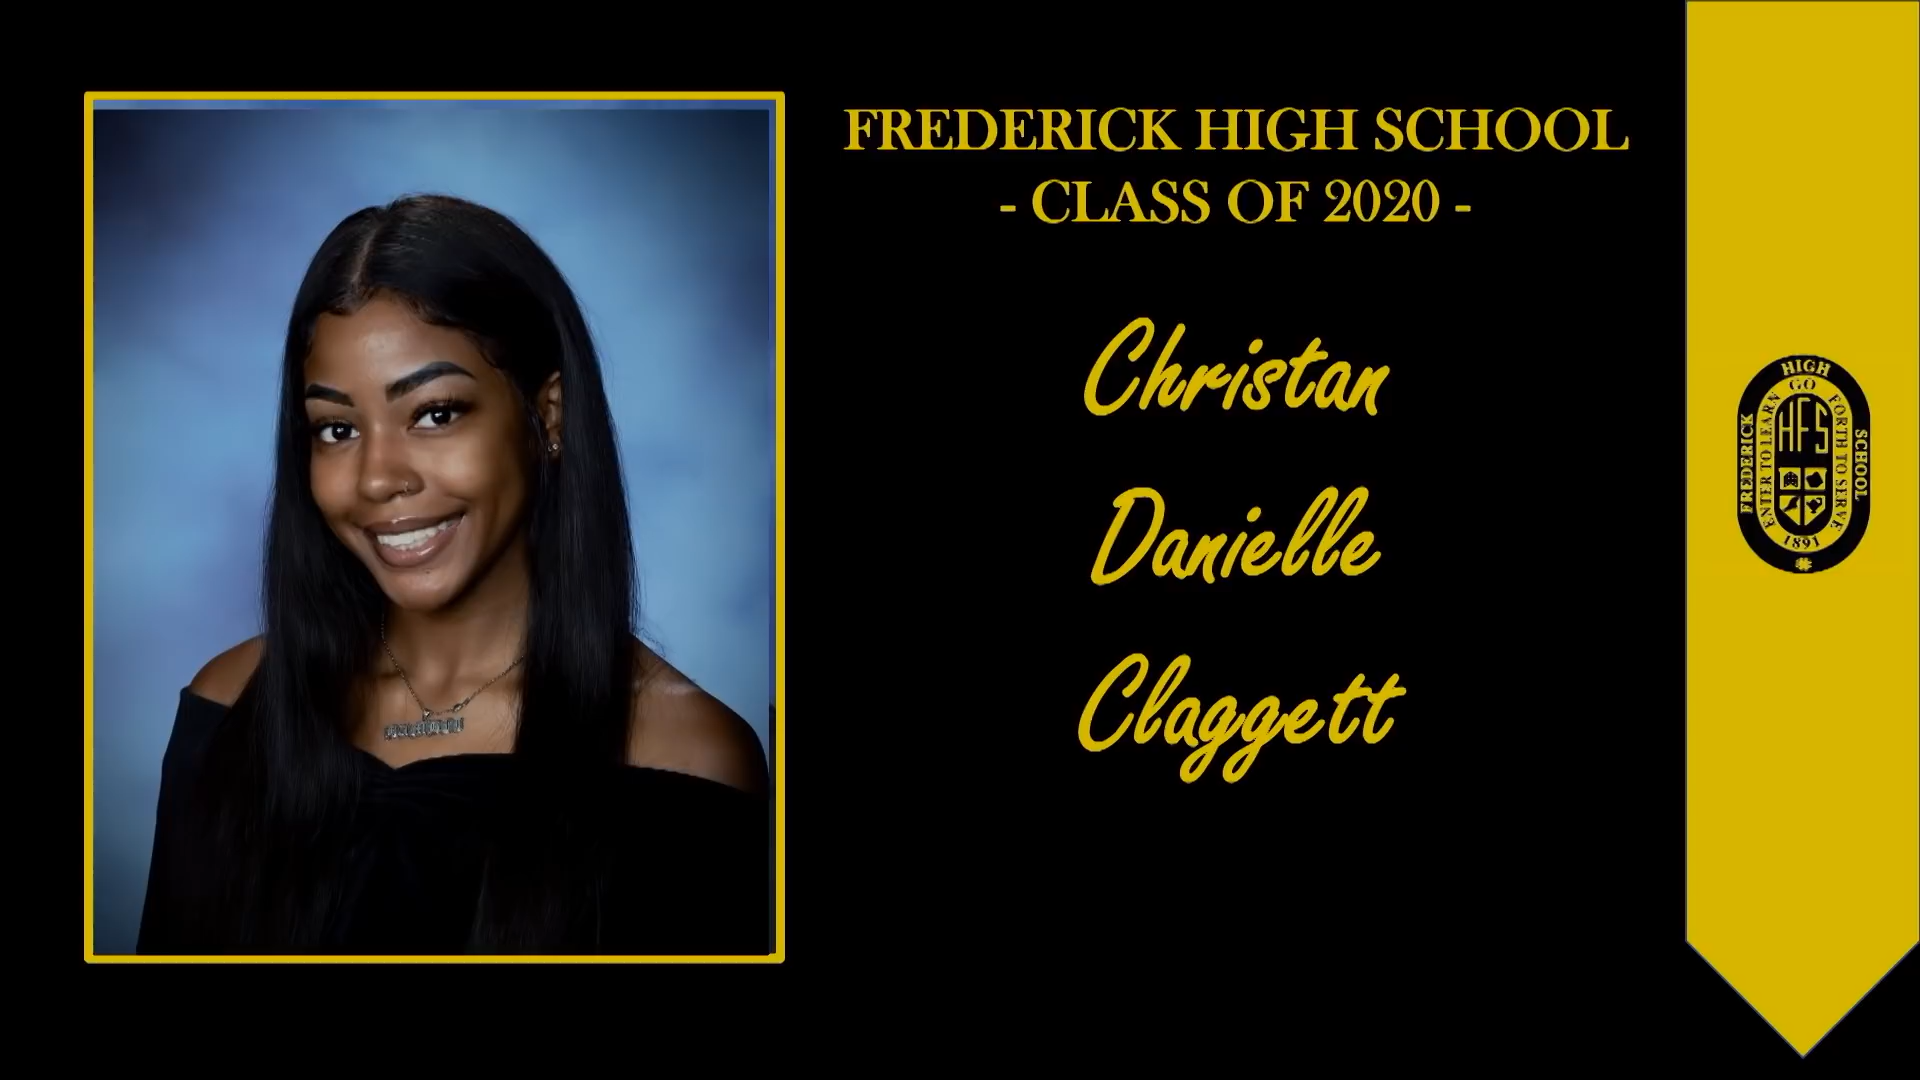 FREDERICK HIGH SCHOOL
- CLASS OF 2020 -
Christan
Danielle
Claggett
FREDERICK HIGH SCHOOL
ENTER TO LEARN GO FORTH TO SERVE
HFS
1891